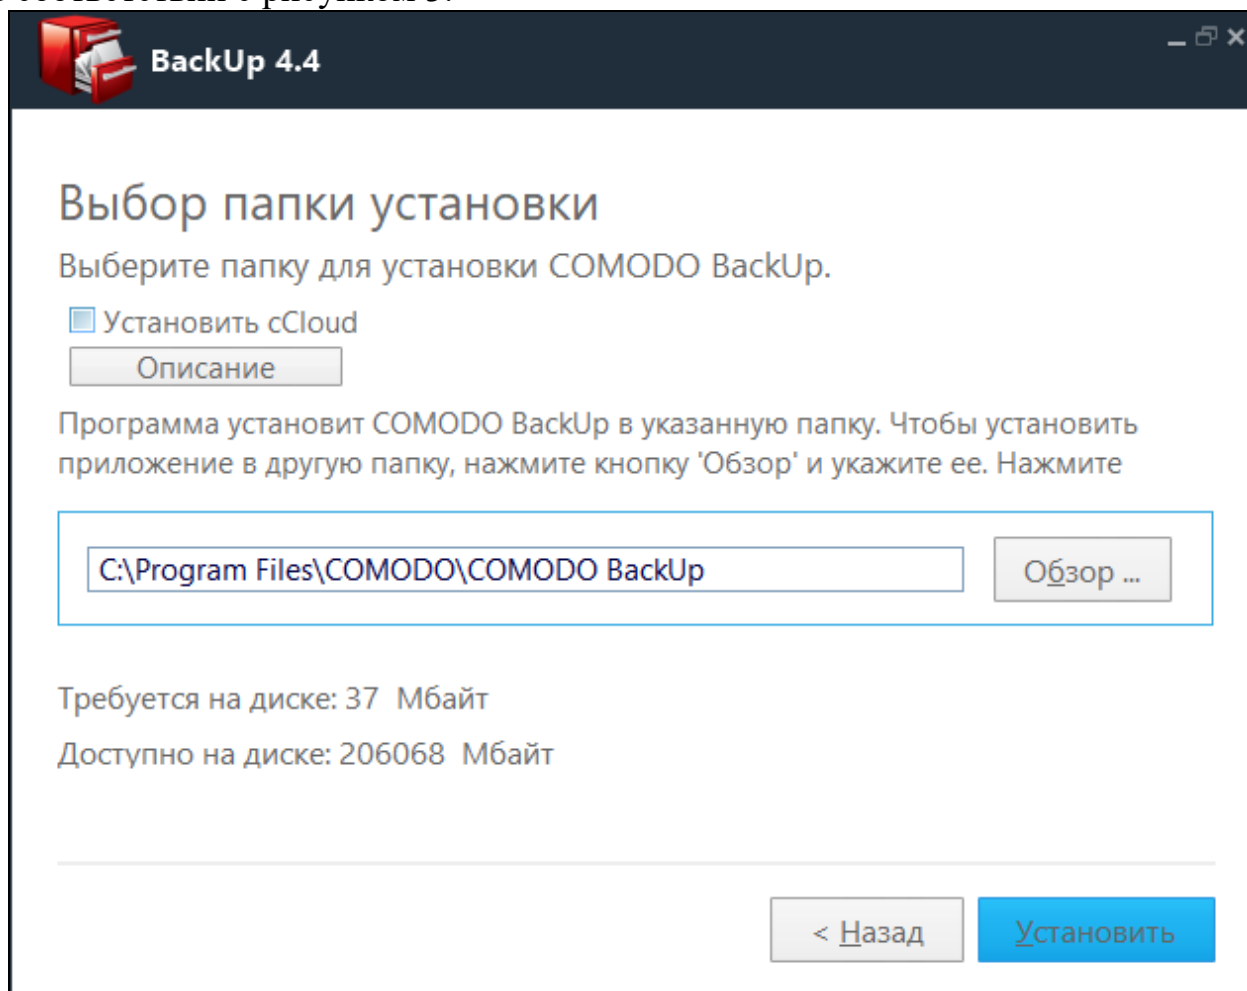 BackUp 4.4
Выбор папки установки
Выберите папку для установки COMODO BackUp.
Установить cCloud
Описание
Программа установит COMODO BackUp в указанную папку. Чтобы установить
приложение в другую папку, нажмите кнопку 'Обзор' и укажите ее. Нажмите
C:\Program Files\COMODO\COMODO BackUp
Обзор ...
Требуется на диске: 37 Мбайт
Доступно на диске: 206068 Мбайт
< Назад
Установить